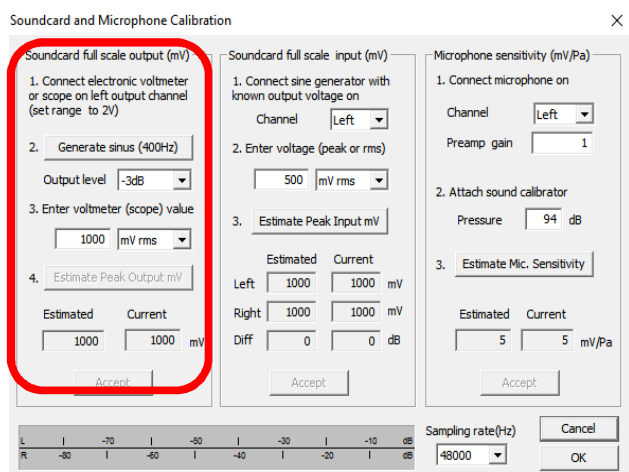 Soundcard and Microphone Calibration
Soundcard full scale output (mV)
1. Connect electronic voltmeter
or scope on left output channel
(set range to 2V)
2. Generate sinus (400Hz)
Output level -3dB
3. Enter voltmeter (scope) value
1000 mV rms
4. Estimate Peak Output mV
Estimated Current
1000 1000 mV
Accept
Soundcard full scale input (mV)
1. Connect sine generator with
known output voltage on
Channel Left
2. Enter voltage (peak or rms)
500 mV rms
3. Estimate Peak Input mV
Estimated Current
Left 1000 1000 mV
Right 1000 1000 mV
Diff 0 0 dB
Accept
Microphone sensitivity (mV/Pa)
1. Connect microphone on
Channel Left
Preamp gain 1
2. Attach sound calibrator
Pressure 94 dB
3. Estimate Mic. Sensitivity
Estimated Current
5 5 mV/Pa
Accept
L -70 -50 -30 -10 dB
R -80 -60 -40 -20 dB
Sampling rate(Hz)
48000
Cancel
OK